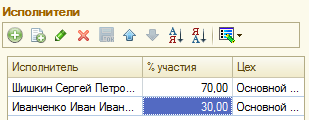 Исполнители
Исполнитель % участия Цех
Шишкин Сергей Петро... 70,00 Основной ...
Иванченко Иван Иван... 30,00 Основной ...